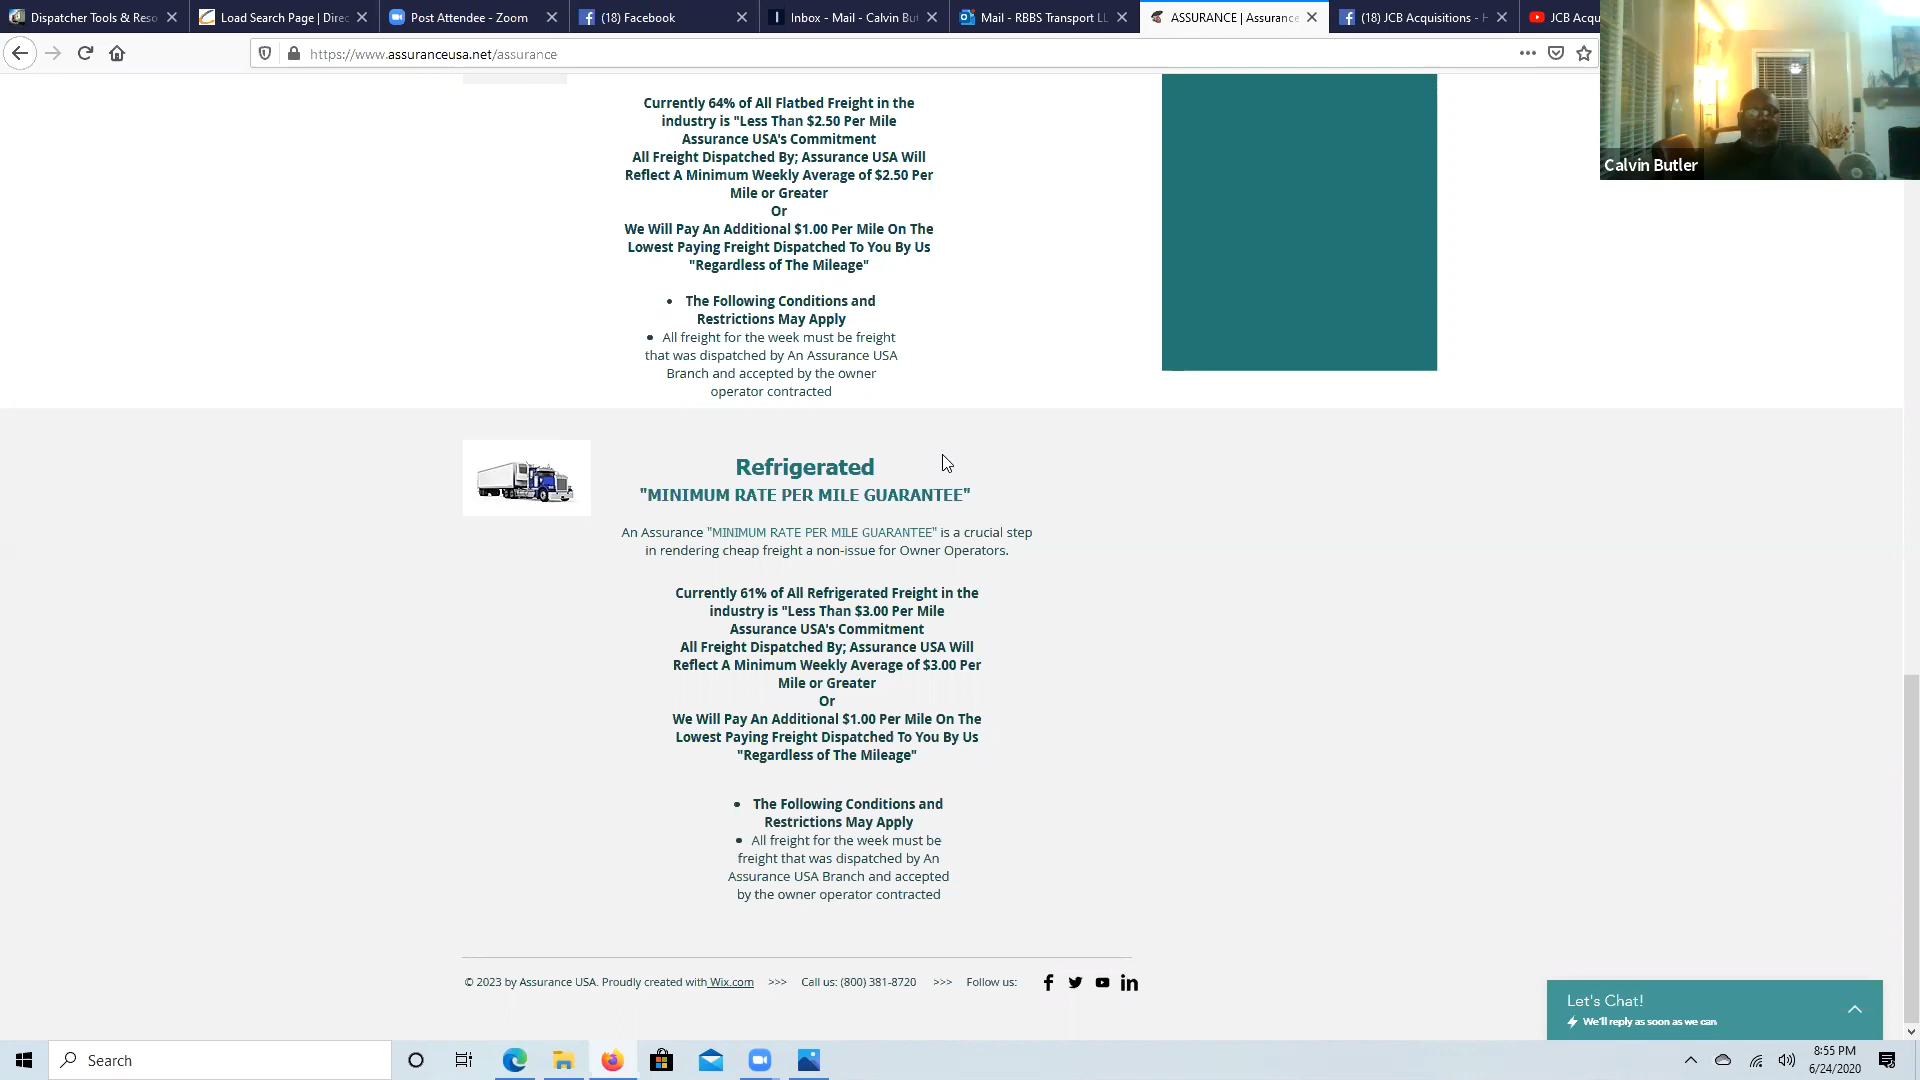 Dispatcher Tools & Reso
Load Search Page | Direc
Post Attendee - Zoom
(18) Facebook
Inbox - Mail - Calvin But
Mail - RBBS Transport LL
ASSURANCE | Assurance
(18) JCB Acquisitions - H
JCB Acqu
https://www.assuranceusa.net/assurance
Calvin Butler
Currently 64% of All Flatbed Freight in the
industry is "Less Than $2.50 Per Mile
Assurance USA's Commitment
All Freight Dispatched By; Assurance USA Will
Reflect A Minimum Weekly Average of $2.50 Per
Mile or Greater
Or
We Will Pay An Additional $1.00 Per Mile On The
Lowest Paying Freight Dispatched To You By Us
"Regardless of The Mileage"
• The Following Conditions and
Restrictions May Apply
• All freight for the week must be freight
that was dispatched by An Assurance USA
Branch and accepted by the owner
operator contracted
Refrigerated
"MINIMUM RATE PER MILE GUARANTEE"
An Assurance "MINIMUM RATE PER MILE GUARANTEE" is a crucial step
in rendering cheap freight a non-issue for Owner Operators.
Currently 61% of All Refrigerated Freight in the
industry is "Less Than $3.00 Per Mile
Assurance USA's Commitment
All Freight Dispatched By; Assurance USA Will
Reflect A Minimum Weekly Average of $3.00 Per
Mile or Greater
Or
We Will Pay An Additional $1.00 Per Mile On The
Lowest Paying Freight Dispatched To You By Us
"Regardless of The Mileage"
• The Following Conditions and
Restrictions May Apply
• All freight for the week must be
freight that was dispatched by An
Assurance USA Branch and accepted
by the owner operator contracted
© 2023 by Assurance USA. Proudly created with Wix.com >>> Call us: (800) 381-8720 >>> Follow us:
Let's Chat!
We'll reply as soon as we can
Search
8:55 PM
6/24/2020